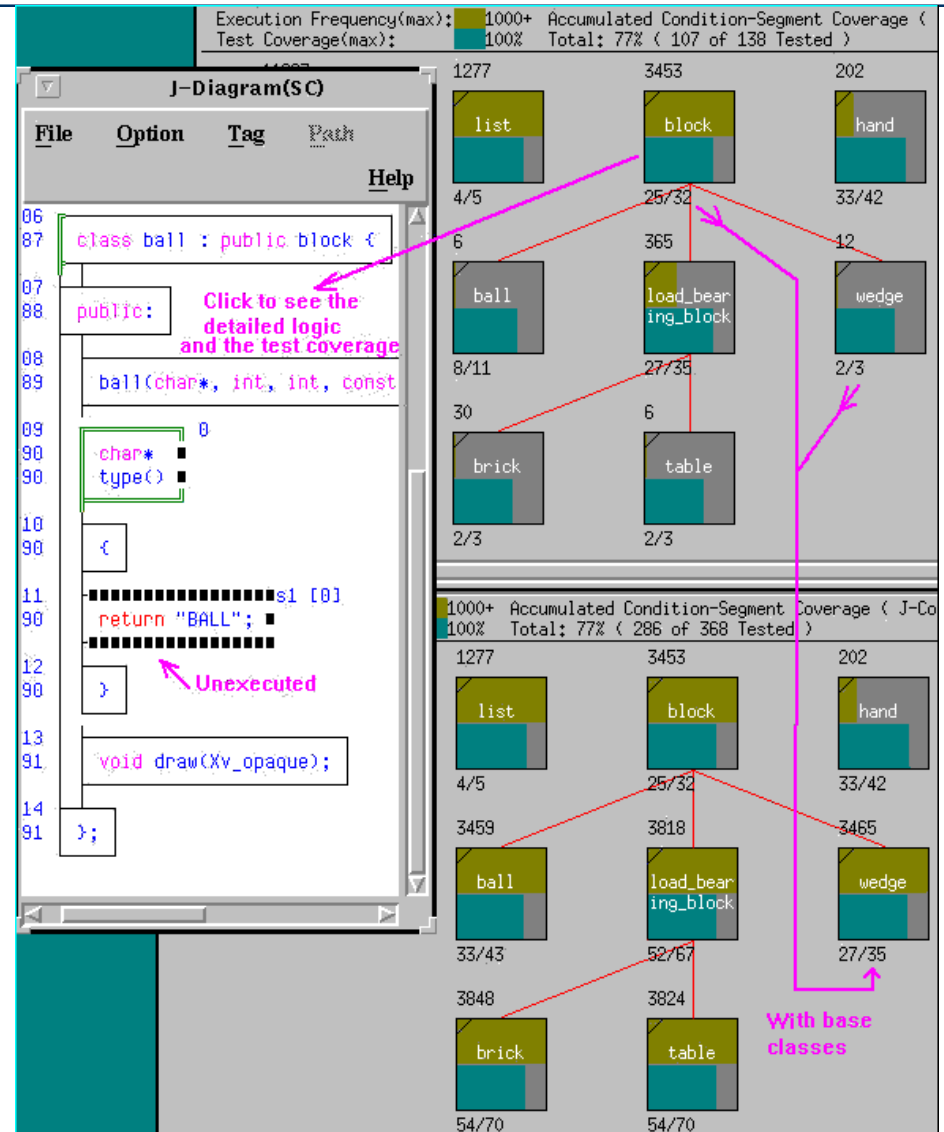 Execution Frequency(max): 1000+ Accumulated Condition-Segment Coverage (
Test Coverage(max): 100% Total: 77% ( 107 of 138 Tested )
J-Diagram(SC)
File Option Tag Path
Help
06
87 class ball : public block {
07
88 public:
08
89 ball(char*, int, int, const
09 0
90 char*
90 type()
10
90 {
11 s1 [0]
90 return "BALL";
12
90 }
13
91 void draw(Xv_opaque);
14
91 };
Click to see the
detailed logic
and the test coverage
Unexecuted
1277 3453 202
list block hand
4/5 25/32 33/42
6 365 12
ball load_bear wedge
ing_block
8/11 27/35 2/3
30 6
brick table
2/3 2/3
1000+ Accumulated Condition-Segment Coverage ( J-Co
100% Total: 77% ( 286 of 368 Tested )
1277 3453 202
list block hand
4/5 25/32 33/42
3459 3818 3465
ball load_bear wedge
ing_block
33/43 52/67 27/35
3848 3824
With base
classes
brick table
54/70 54/70